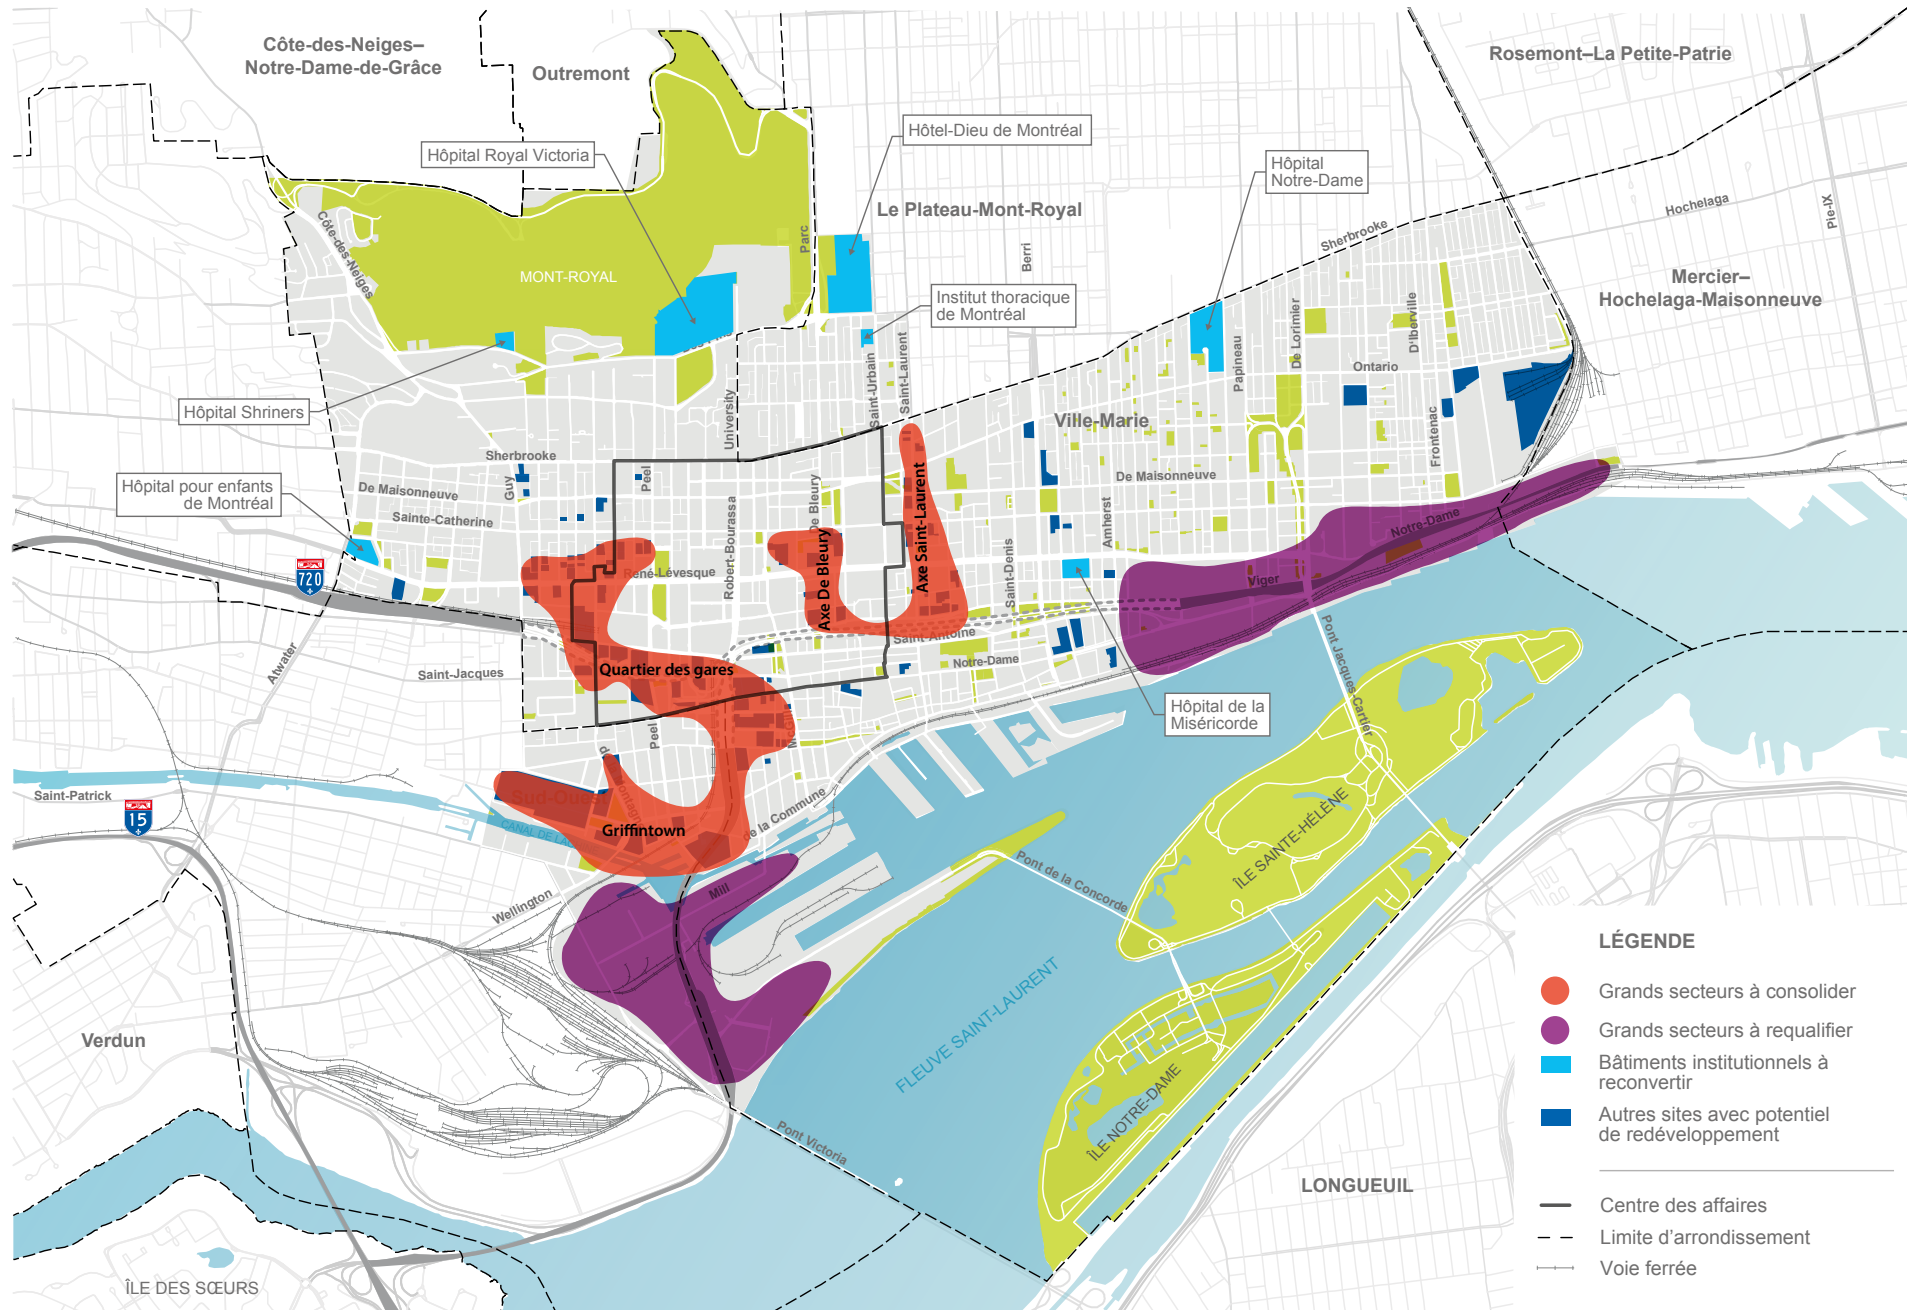 Côte-des-Neiges–
Notre-Dame-de-Grâce
Outremont
Rosemont–La Petite-Patrie
Hôpital Royal Victoria
Hôtel-Dieu de Montréal
Hôpital
Notre-Dame
Le Plateau-Mont-Royal
Hochelaga
Pie-IX
Sherbrooke
Parc
Berri
Côte-des-Neiges
MONT-ROYAL
Mercier–
Hochelaga-Maisonneuve
Institut thoracique
de Montréal
Saint-Urbain
Saint-Laurent
Papineau
De Lorimier
D'Iberville
Ontario
Hôpital Shriners
University
Ville-Marie
Frontenac
Sherbrooke
Peel
Guy
Hôpital pour enfants
de Montréal
De Maisonneuve
Sainte-Catherine
Robert-Bourassa
De Bleury
Axe De Bleury
Axe Saint-Laurent
De Maisonneuve
Amherst
Saint-Denis
Notre-Dame
720
René-Lévesque
Viger
Saint-Antoine
Notre-Dame
Atwater
Saint-Jacques
Quartier des gares
Pont Jacques-Cartier
Hôpital de la
Miséricorde
Peel
McGill
Saint-Patrick
15
Sud-Ouest
Griffintown
de la Commune
ÎLE SAINTE-HÉLÈNE
Pont de la Concorde
Wellington
Mill
FLEUVE SAINT-LAURENT
Verdun
ÎLE NOTRE-DAME
Pont Victoria
LONGUEUIL
ÎLE DES SŒURS
LÉGENDE
Grands secteurs à consolider
Grands secteurs à requalifier
Bâtiments institutionnels à
reconvertir
Autres sites avec potentiel
de redéveloppement
Centre des affaires
Limite d'arrondissement
Voie ferrée